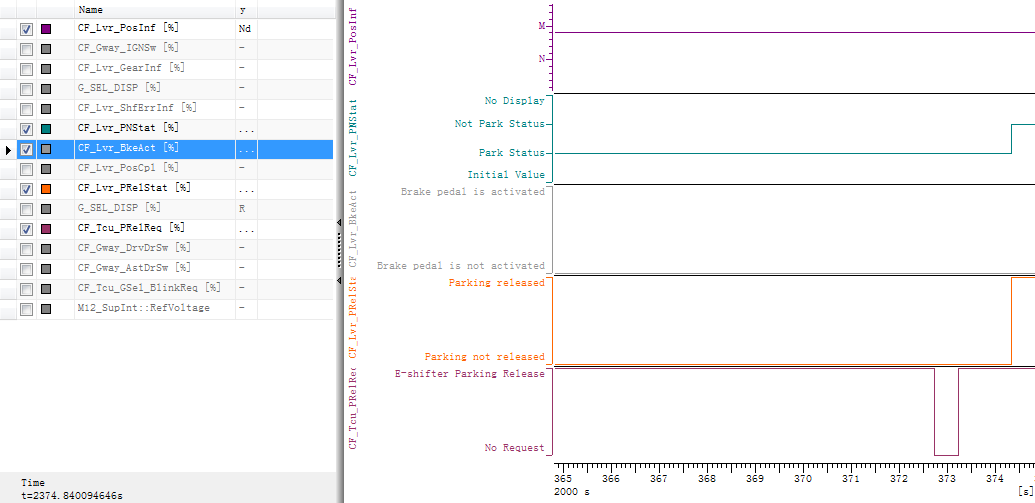 Name y
CF_Lvr_PosInf [%] Nd
CF_Gway_IGNSw [%] -
CF_Lvr_GearInf [%] -
G_SEL_DISP [%] -
CF_Lvr_ShfErrInf [%] -
CF_Lvr_PNStat [%] ...
CF_Lvr_BkeAct [%] ...
CF_Lvr_PosCpl [%] -
CF_Lvr_PRelStat [%] ...
G_SEL_DISP [%] R
CF_Tcu_PRelReq [%] ...
CF_Gway_DrvDrSw [%] -
CF_Gway_AstDrSw [%] -
CF_Tcu_GSel_BlinkReq [%] -
M12_SupInt::RefVoltage -
Time
t=2374.840094646s
CF_Lvr_PosInf
M
N
CF_Lvr_PNStat
No Display
Not Park Status
Park Status
Initial Value
CF_Lvr_BkeAct
Brake pedal is activated
Brake pedal is not activated
CF_Lvr_PRelSta
Parking released
Parking not released
CF_Tcu_PRelRec
E-shifter Parking Release
No Request
365 366 367 368 369 370 371 372 373 374
2000 s [s]